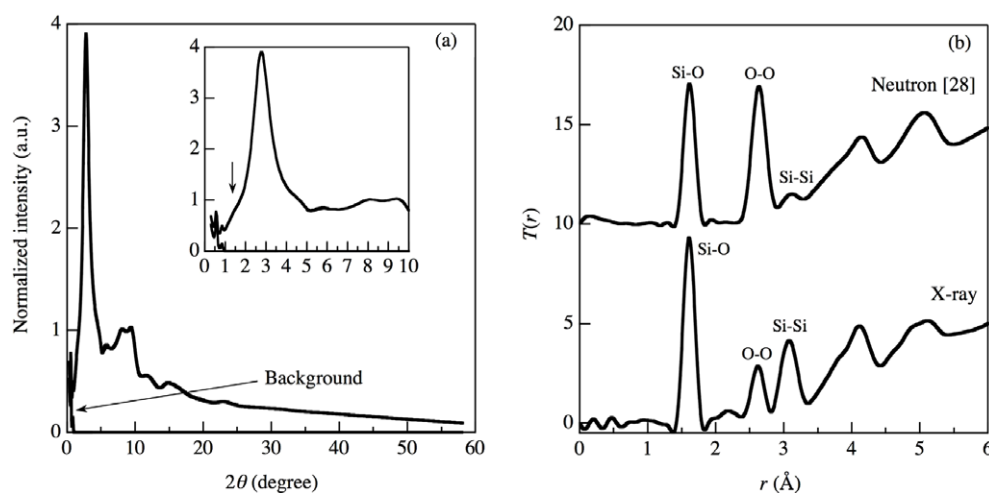 (a)
4
3
2
1
0
Normalized intensity (a.u.)
4
3
2
1
0
0 1 2 3 4 5 6 7 8 9 10
Background
0 10 20 30 40 50 60
2θ (degree)
(b)
20
15
10
5
0
T(r)
Si-O O-O
Neutron [28]
Si-Si
Si-O
X-ray
Si-Si
O-O
0 1 2 3 4 5 6
r (Å)